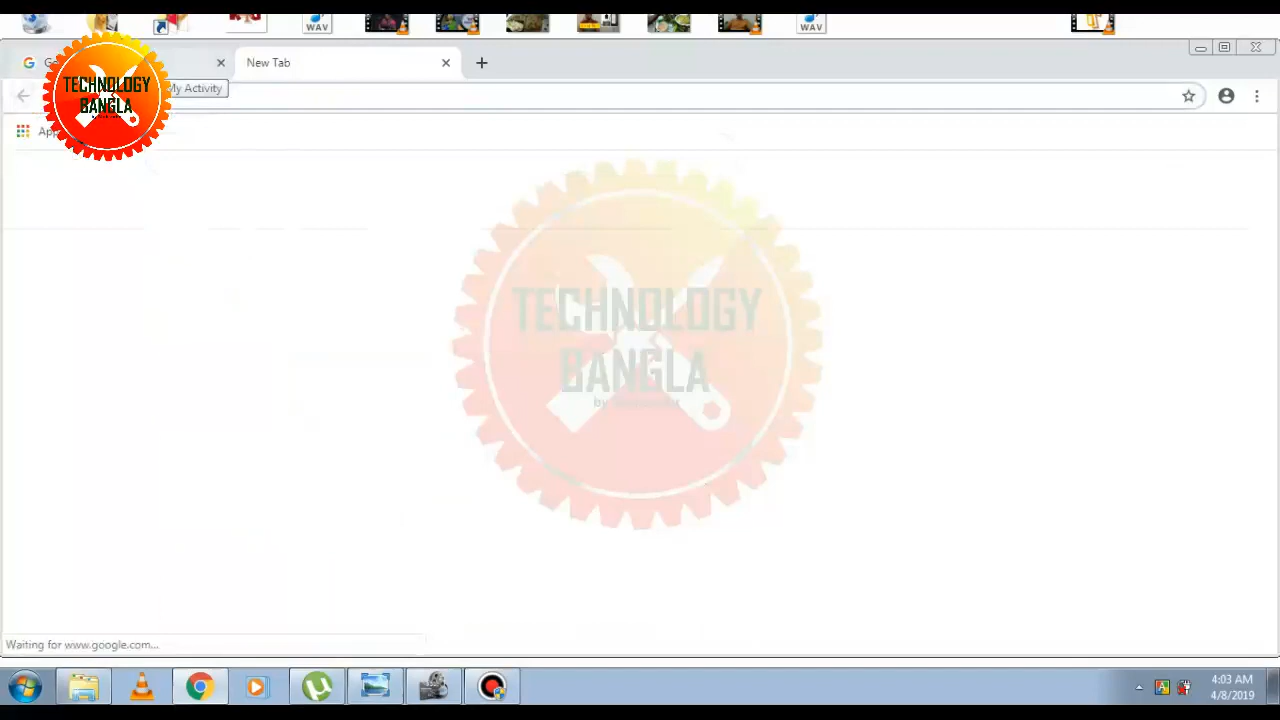 WAV
WAV
New Tab
My Activity
TECHNOLOGY
BANGLA
TECHNOLOGY
BANGLA
Waiting for www.google.com...
4:03 AM
4/8/2019